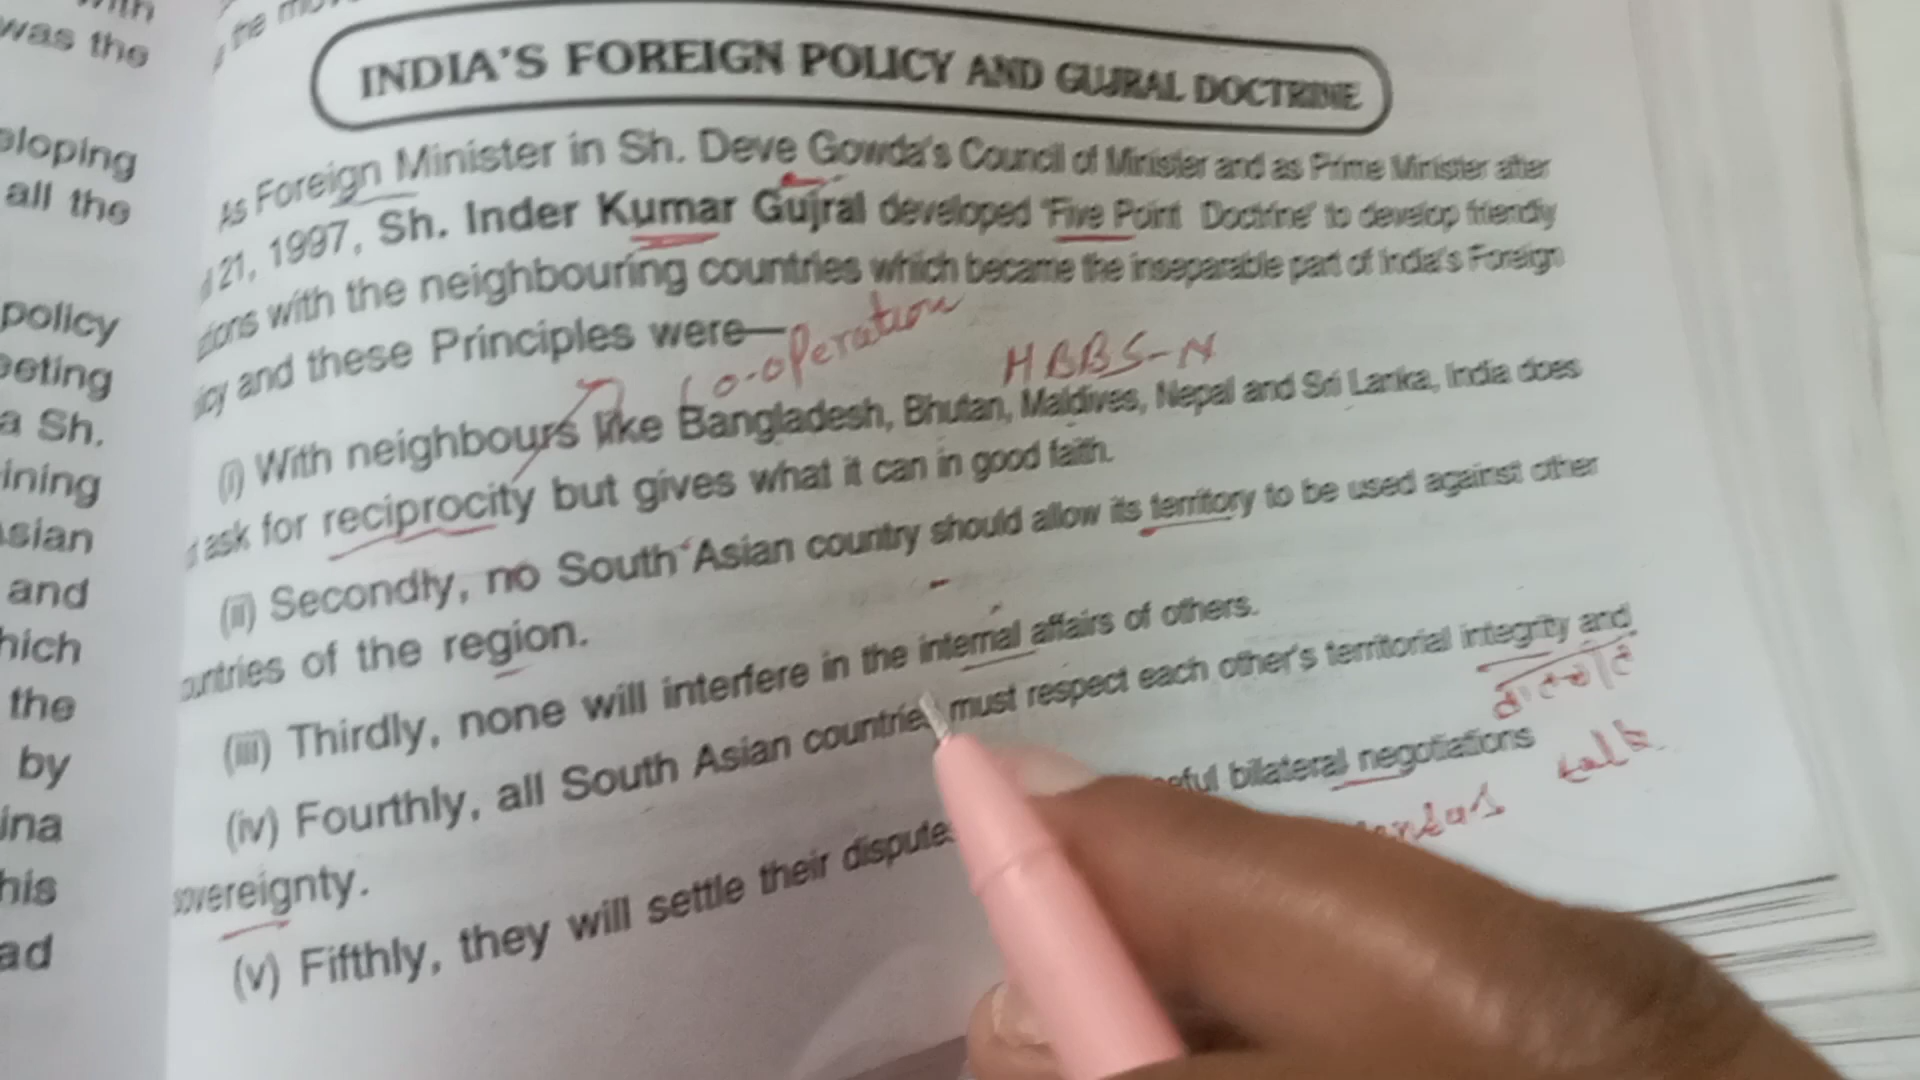 was the
INDIA'S FOREIGN POLICY AND GUJRAL DOCTRINE
As Foreign Minister in Sh. Deve Gowda's Council of Minister and as Prime Minister after
21, 1997, Sh. Inder Kumar Gujral developed 'Five Point Doctrine' to develop friendly
with the neighbouring countries which became the inseparable part of India's Foreign
and these Principles were—
co-operation
HBBS-N
(i) With neighbours like Bangladesh, Bhutan, Maldives, Nepal and Sri Lanka, India does
ask for reciprocity but gives what it can in good faith.
(ii) Secondly, no South Asian country should allow its territory to be used against other
of the region.
(iii) Thirdly, none will interfere in the internal affairs of others.
(iv) Fourthly, all South Asian countries must respect each other's territorial integrity and
sovereignty.
(v) Fifthly, they will settle their bilateral negotiations
talk
all the
policy
a Sh.
and
the
by